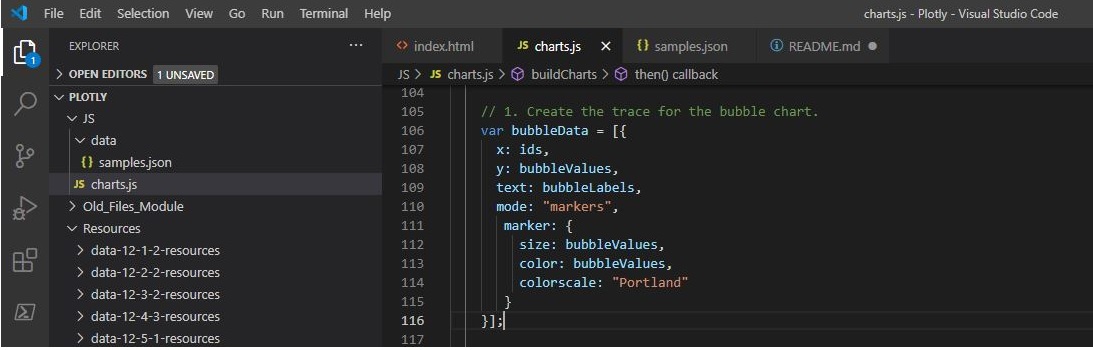 File Edit Selection View Go Run Terminal Help charts.js - Plotly - Visual Studio Code
EXPLORER ...
<> index.html JS charts.js × {} samples.json ⓘ README.md ●
OPEN EDITORS 1 UNSAVED
JS > JS charts.js > buildCharts > then() callback
PLOTLY
JS
data
{} samples.json
JS charts.js
Old_Files_Module
Resources
data-12-1-2-resources
data-12-2-2-resources
data-12-3-2-resources
data-12-4-3-resources
data-12-5-1-resources
1
104
105 // 1. Create the trace for the bubble chart.
106 var bubbleData = [{
107 x: ids,
108 y: bubbleValues,
109 text: bubbleLabels,
110 mode: "markers",
111 marker: {
112 size: bubbleValues,
113 color: bubbleValues,
114 colorscale: "Portland"
115 }
116 }];
117